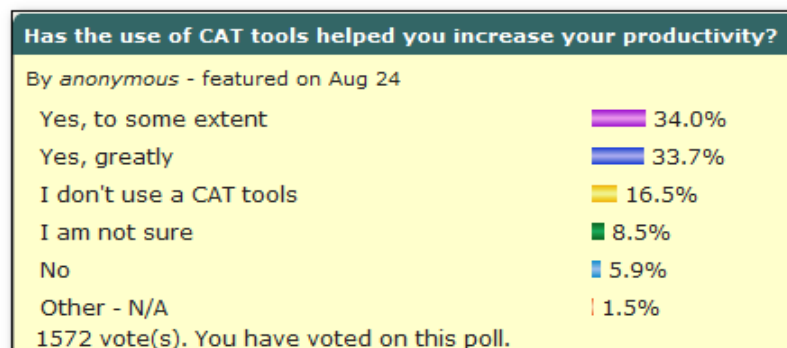 Has the use of CAT tools helped you increase your productivity?
By anonymous - featured on Aug 24
Yes, to some extent 34.0%
Yes, greatly 33.7%
I don't use a CAT tools 16.5%
I am not sure 8.5%
No 5.9%
Other - N/A 1.5%
1572 vote(s). You have voted on this poll.